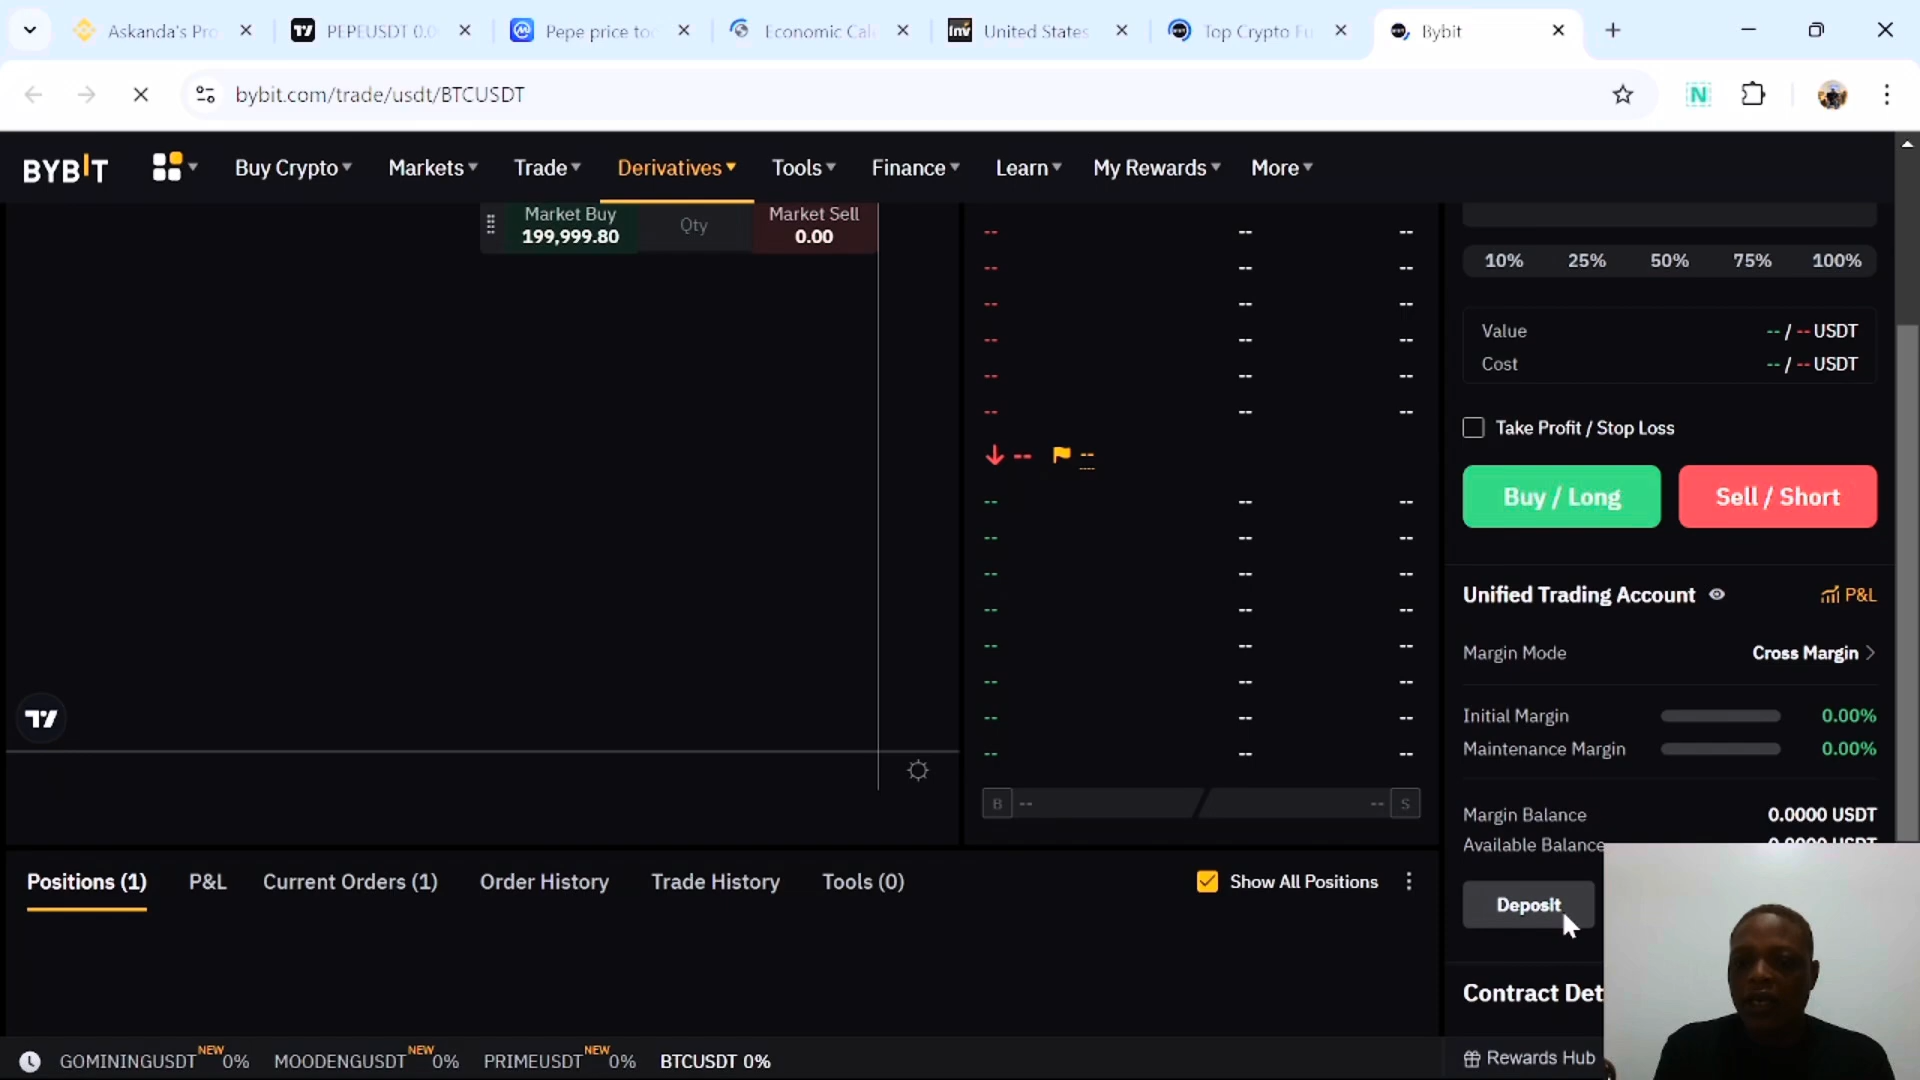 Askanda's Pro
PEPEUSDT 0.0
Pepe price too
Economic Cal
United States
Top Crypto Fu
Bybit
bybit.com/trade/usdt/BTCUSDT
N
BYBIT
Buy Crypto
Markets
Trade
Derivatives
Tools
Finance
Learn
My Rewards
More
Market Buy
199,999.80
Qty
Market Sell
0.00
-- -- --
-- -- --
-- -- --
-- -- --
-- -- --
-- -- --
-- --
-- -- --
-- -- --
-- -- --
-- -- --
-- -- --
-- -- --
-- -- --
-- -- --
B -- -- S
10% 25% 50% 75% 100%
Value -- / -- USDT
Cost -- / -- USDT
Take Profit / Stop Loss
Buy / Long
Sell / Short
Unified Trading Account
P&L
Margin Mode Cross Margin
Initial Margin 0.00%
Maintenance Margin 0.00%
Margin Balance 0.0000 USDT
Available Balance 0.0000 USDT
Deposit
Contract Det
Positions (1)
P&L
Current Orders (1)
Order History
Trade History
Tools (0)
Show All Positions
GOMININGUSDT NEW 0%
MOODENGUSDT NEW 0%
PRIMEUSDT NEW 0%
BTCUSDT 0%
Rewards Hub